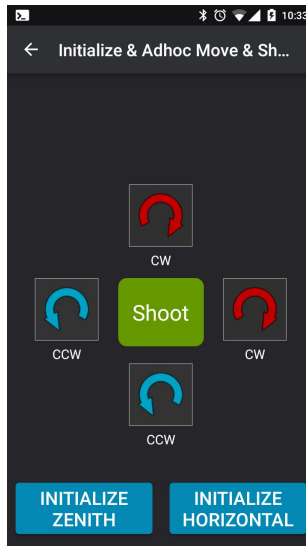 10:33
Initialize & Adhoc Move & Sh...
CW
Shoot
CCW
CW
CCW
INITIALIZE
ZENITH
INITIALIZE
HORIZONTAL